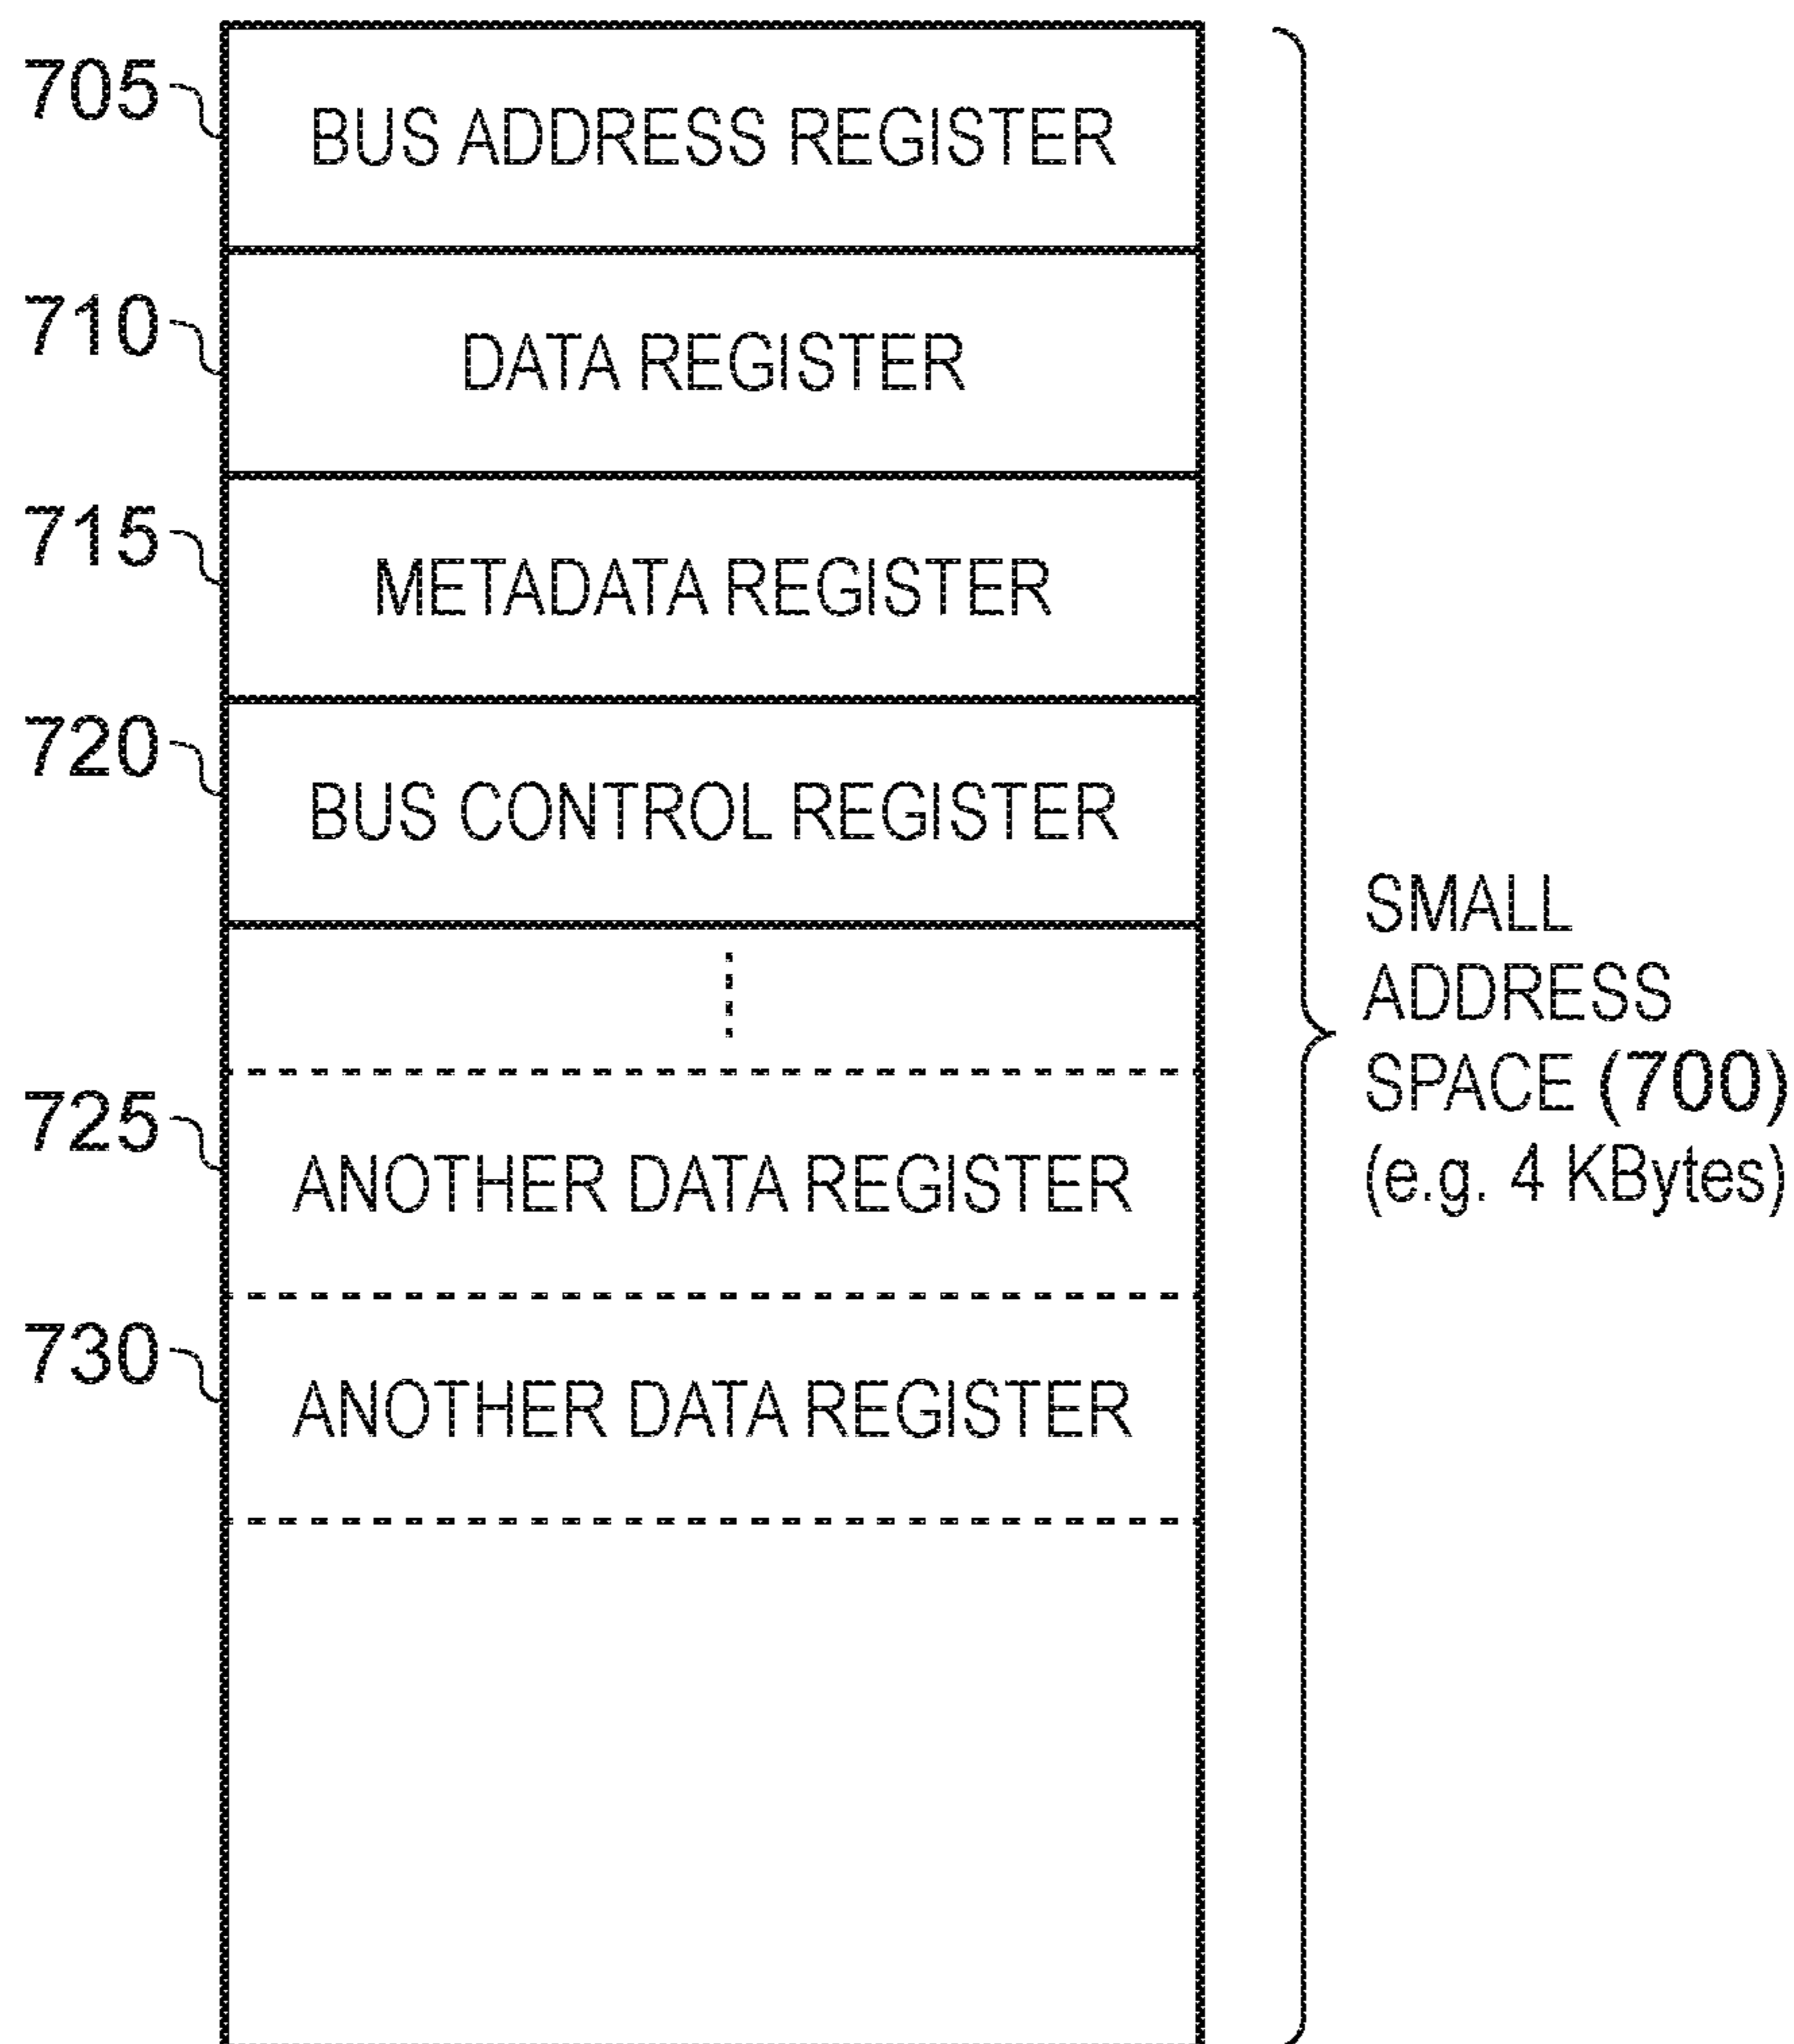 705
BUS ADDRESS REGISTER
710
DATA REGISTER
715
METADATA REGISTER
720
BUS CONTROL REGISTER
725
ANOTHER DATA REGISTER
730
ANOTHER DATA REGISTER
SMALL
ADDRESS
SPACE (700)
(e.g. 4 KBytes)